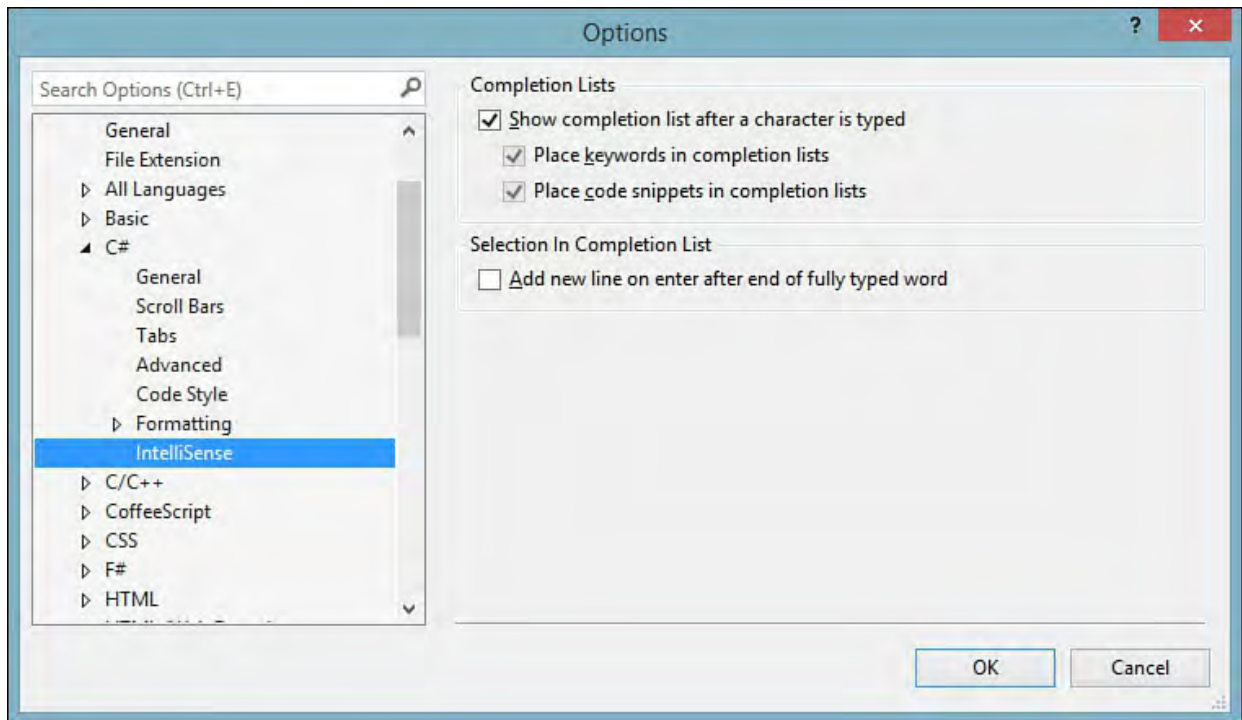 Options
?
Search Options (Ctrl+E)
General
File Extension
All Languages
Basic
C#
General
Scroll Bars
Tabs
Advanced
Code Style
Formatting
IntelliSense
C/C++
CoffeeScript
CSS
F#
HTML
Completion Lists
Show completion list after a character is typed
Place keywords in completion lists
Place code snippets in completion lists
Selection In Completion List
Add new line on enter after end of fully typed word
OK
Cancel